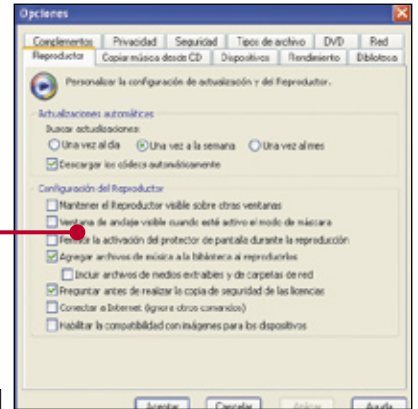 Opciones
Complementos Privacidad Seguridad Tipos de archivo DVD Red
Reproductor Copiar música desde CD Dispositivos Rendimiento Biblioteca
Personalizar la configuración de actualización y del Reproductor.
Actualizaciones automáticas
Buscar actualizaciones:
Una vez al día Una vez a la semana Una vez al mes
Descargar los códecs automáticamente
Configuración del Reproductor
Mantener el Reproductor visible sobre otras ventanas
Ventana de anclaje visible cuando esté activo el modo de máscara
Permitir la activación del protector de pantalla durante la reproducción
Agregar archivos de música a la biblioteca al reproducirlos
Incluir archivos de medios extraíbles y de carpetas de red
Preguntar antes de realizar la copia de seguridad de las licencias
Conectar a Internet (ignora otros comandos)
Habilitar la compatibilidad con imágenes para los dispositivos
Aceptar Cancelar Aplicar Ayuda